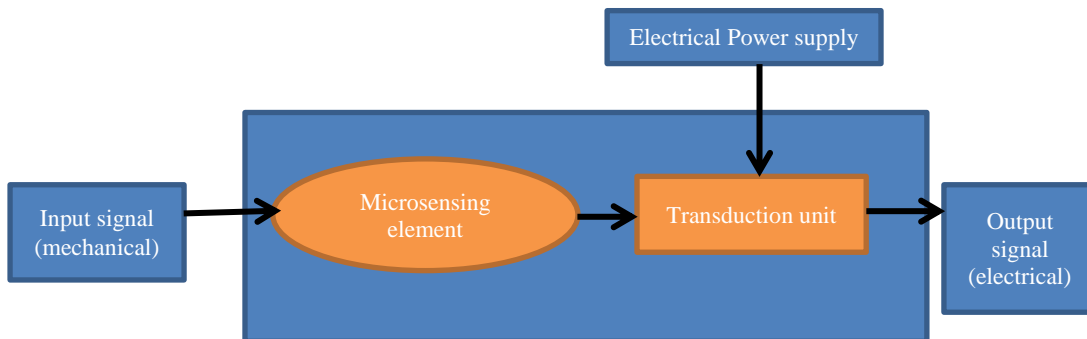 Electrical Power supply
Input signal
(mechanical)
Microsensing
element
Transduction unit
Output
signal
(electrical)